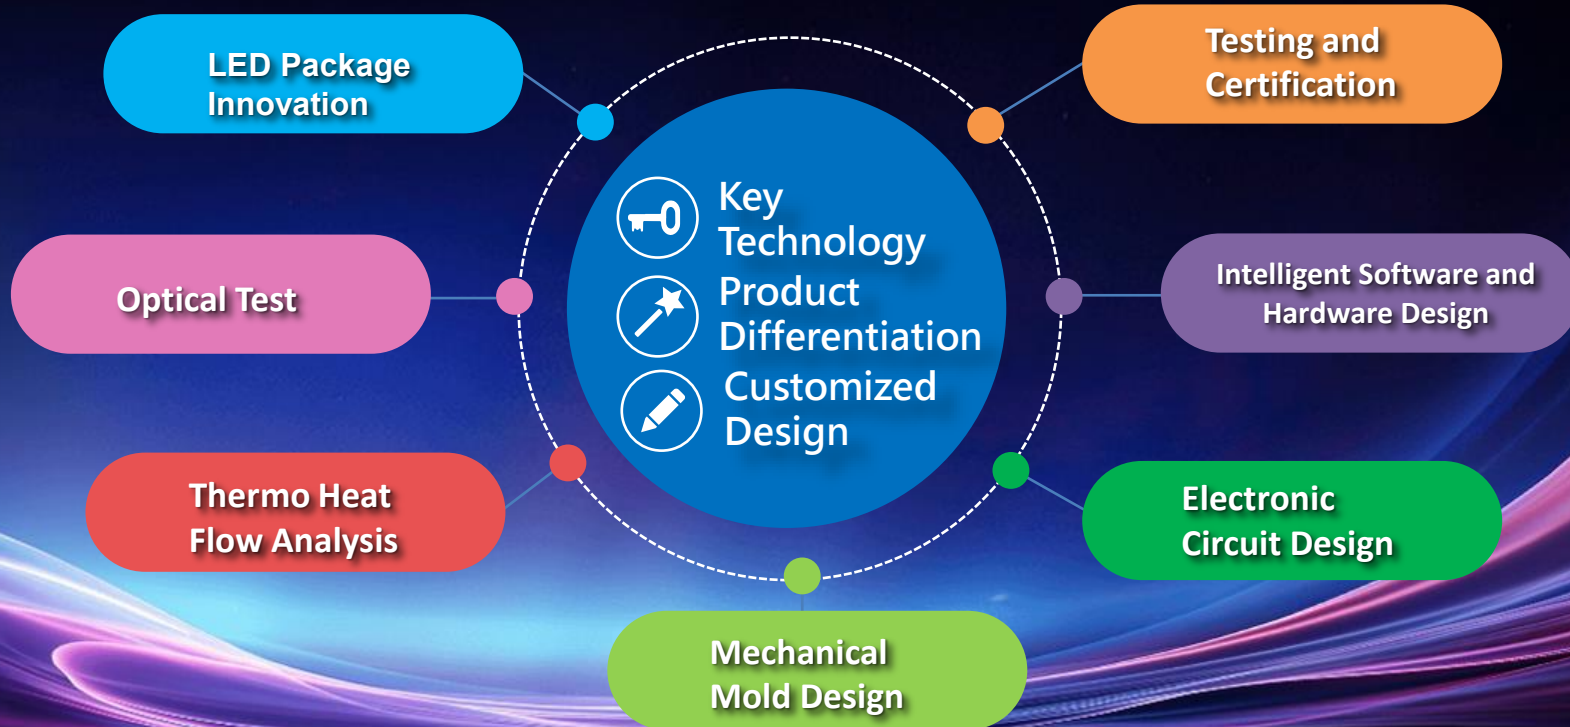 LED Package
Innovation
Testing and
Certification
Key
Technology
Product
Differentiation
Customized
Design
Optical Test
Intelligent Software and
Hardware Design
Thermo Heat
Flow Analysis
Electronic
Circuit Design
Mechanical
Mold Design